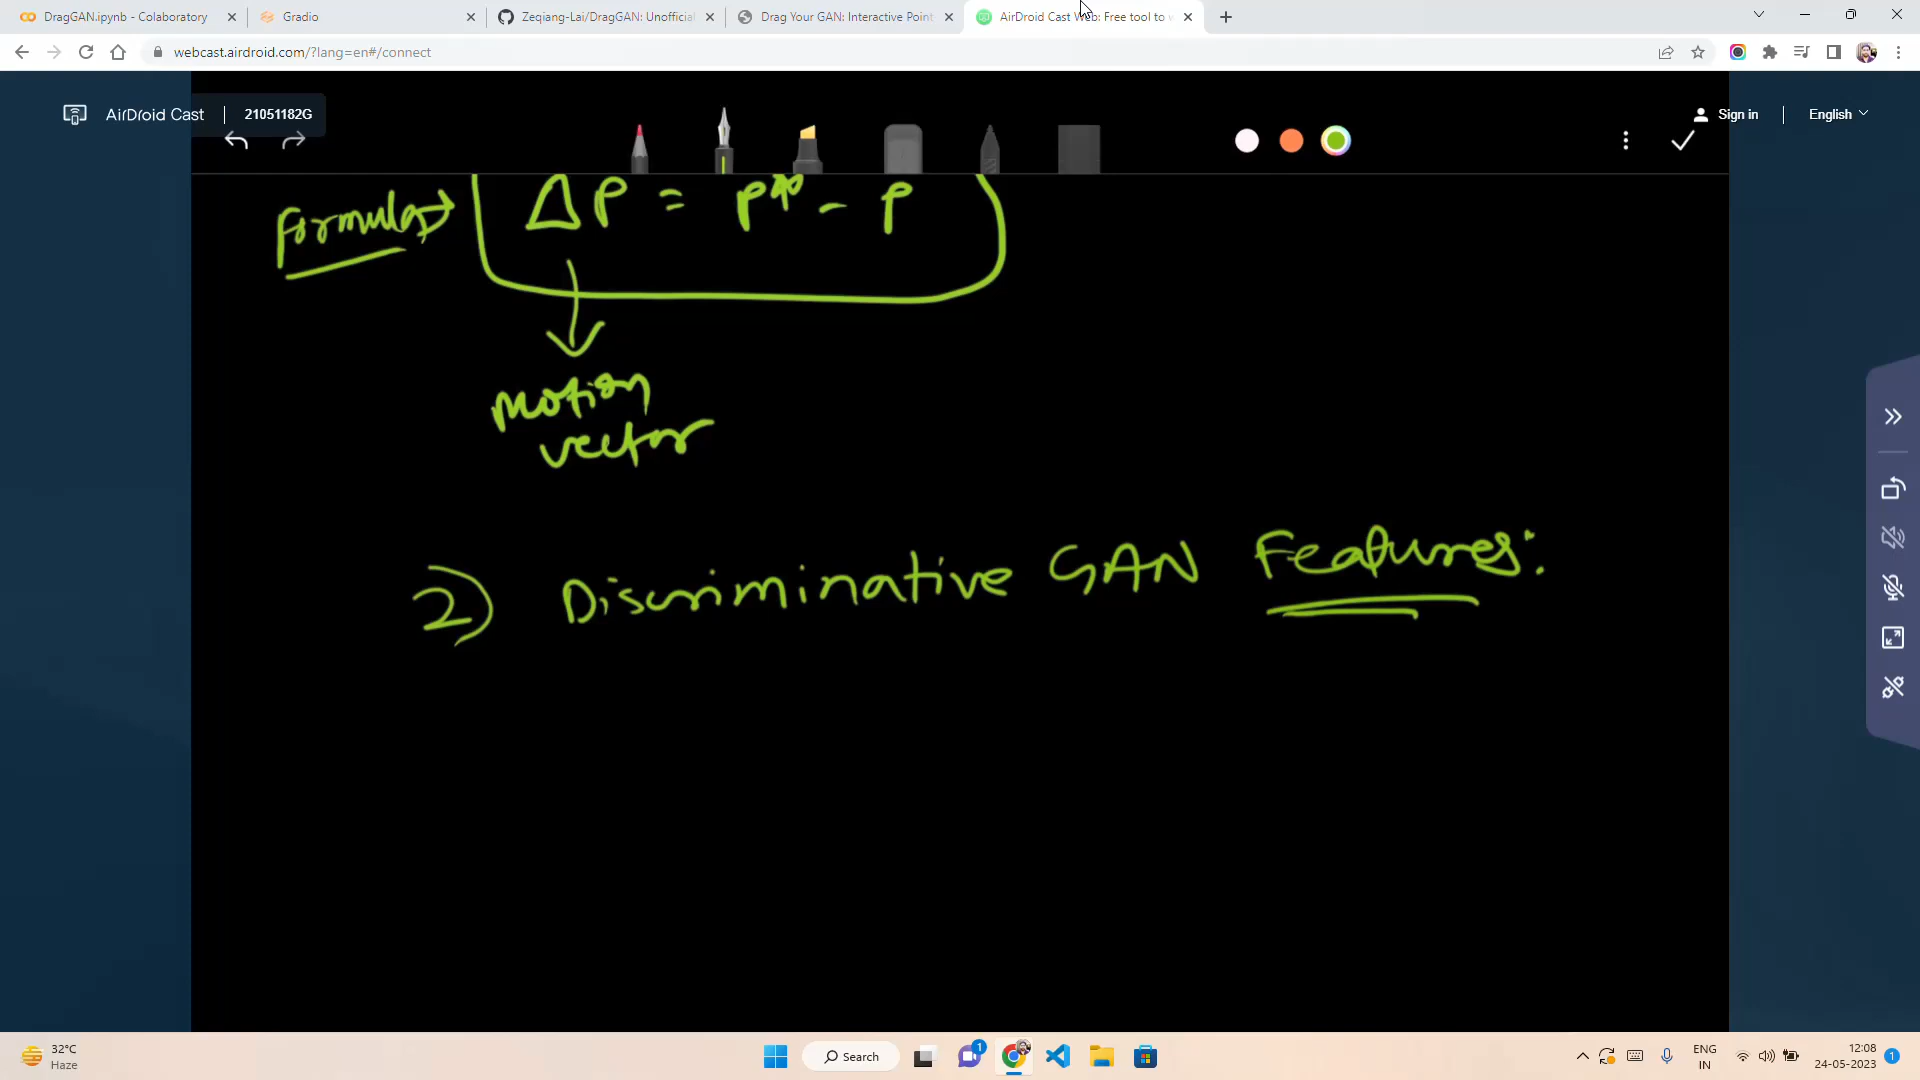 DragGAN.ipynb - Colaboratory
Gradio
Zeqiang-Lai/DragGAN: Unofficial
Drag Your GAN: Interactive Point
AirDroid Cast Web: Free tool to
webcast.airdroid.com/?lang=en#/connect
AirDroid Cast
21051182G
Sign in
English
Formula →
Δp = p* - p
motion
vector
2) Discriminative GAN Features:
32°C
Haze
Search
1
ENG
IN
12:08
24-05-2023
1